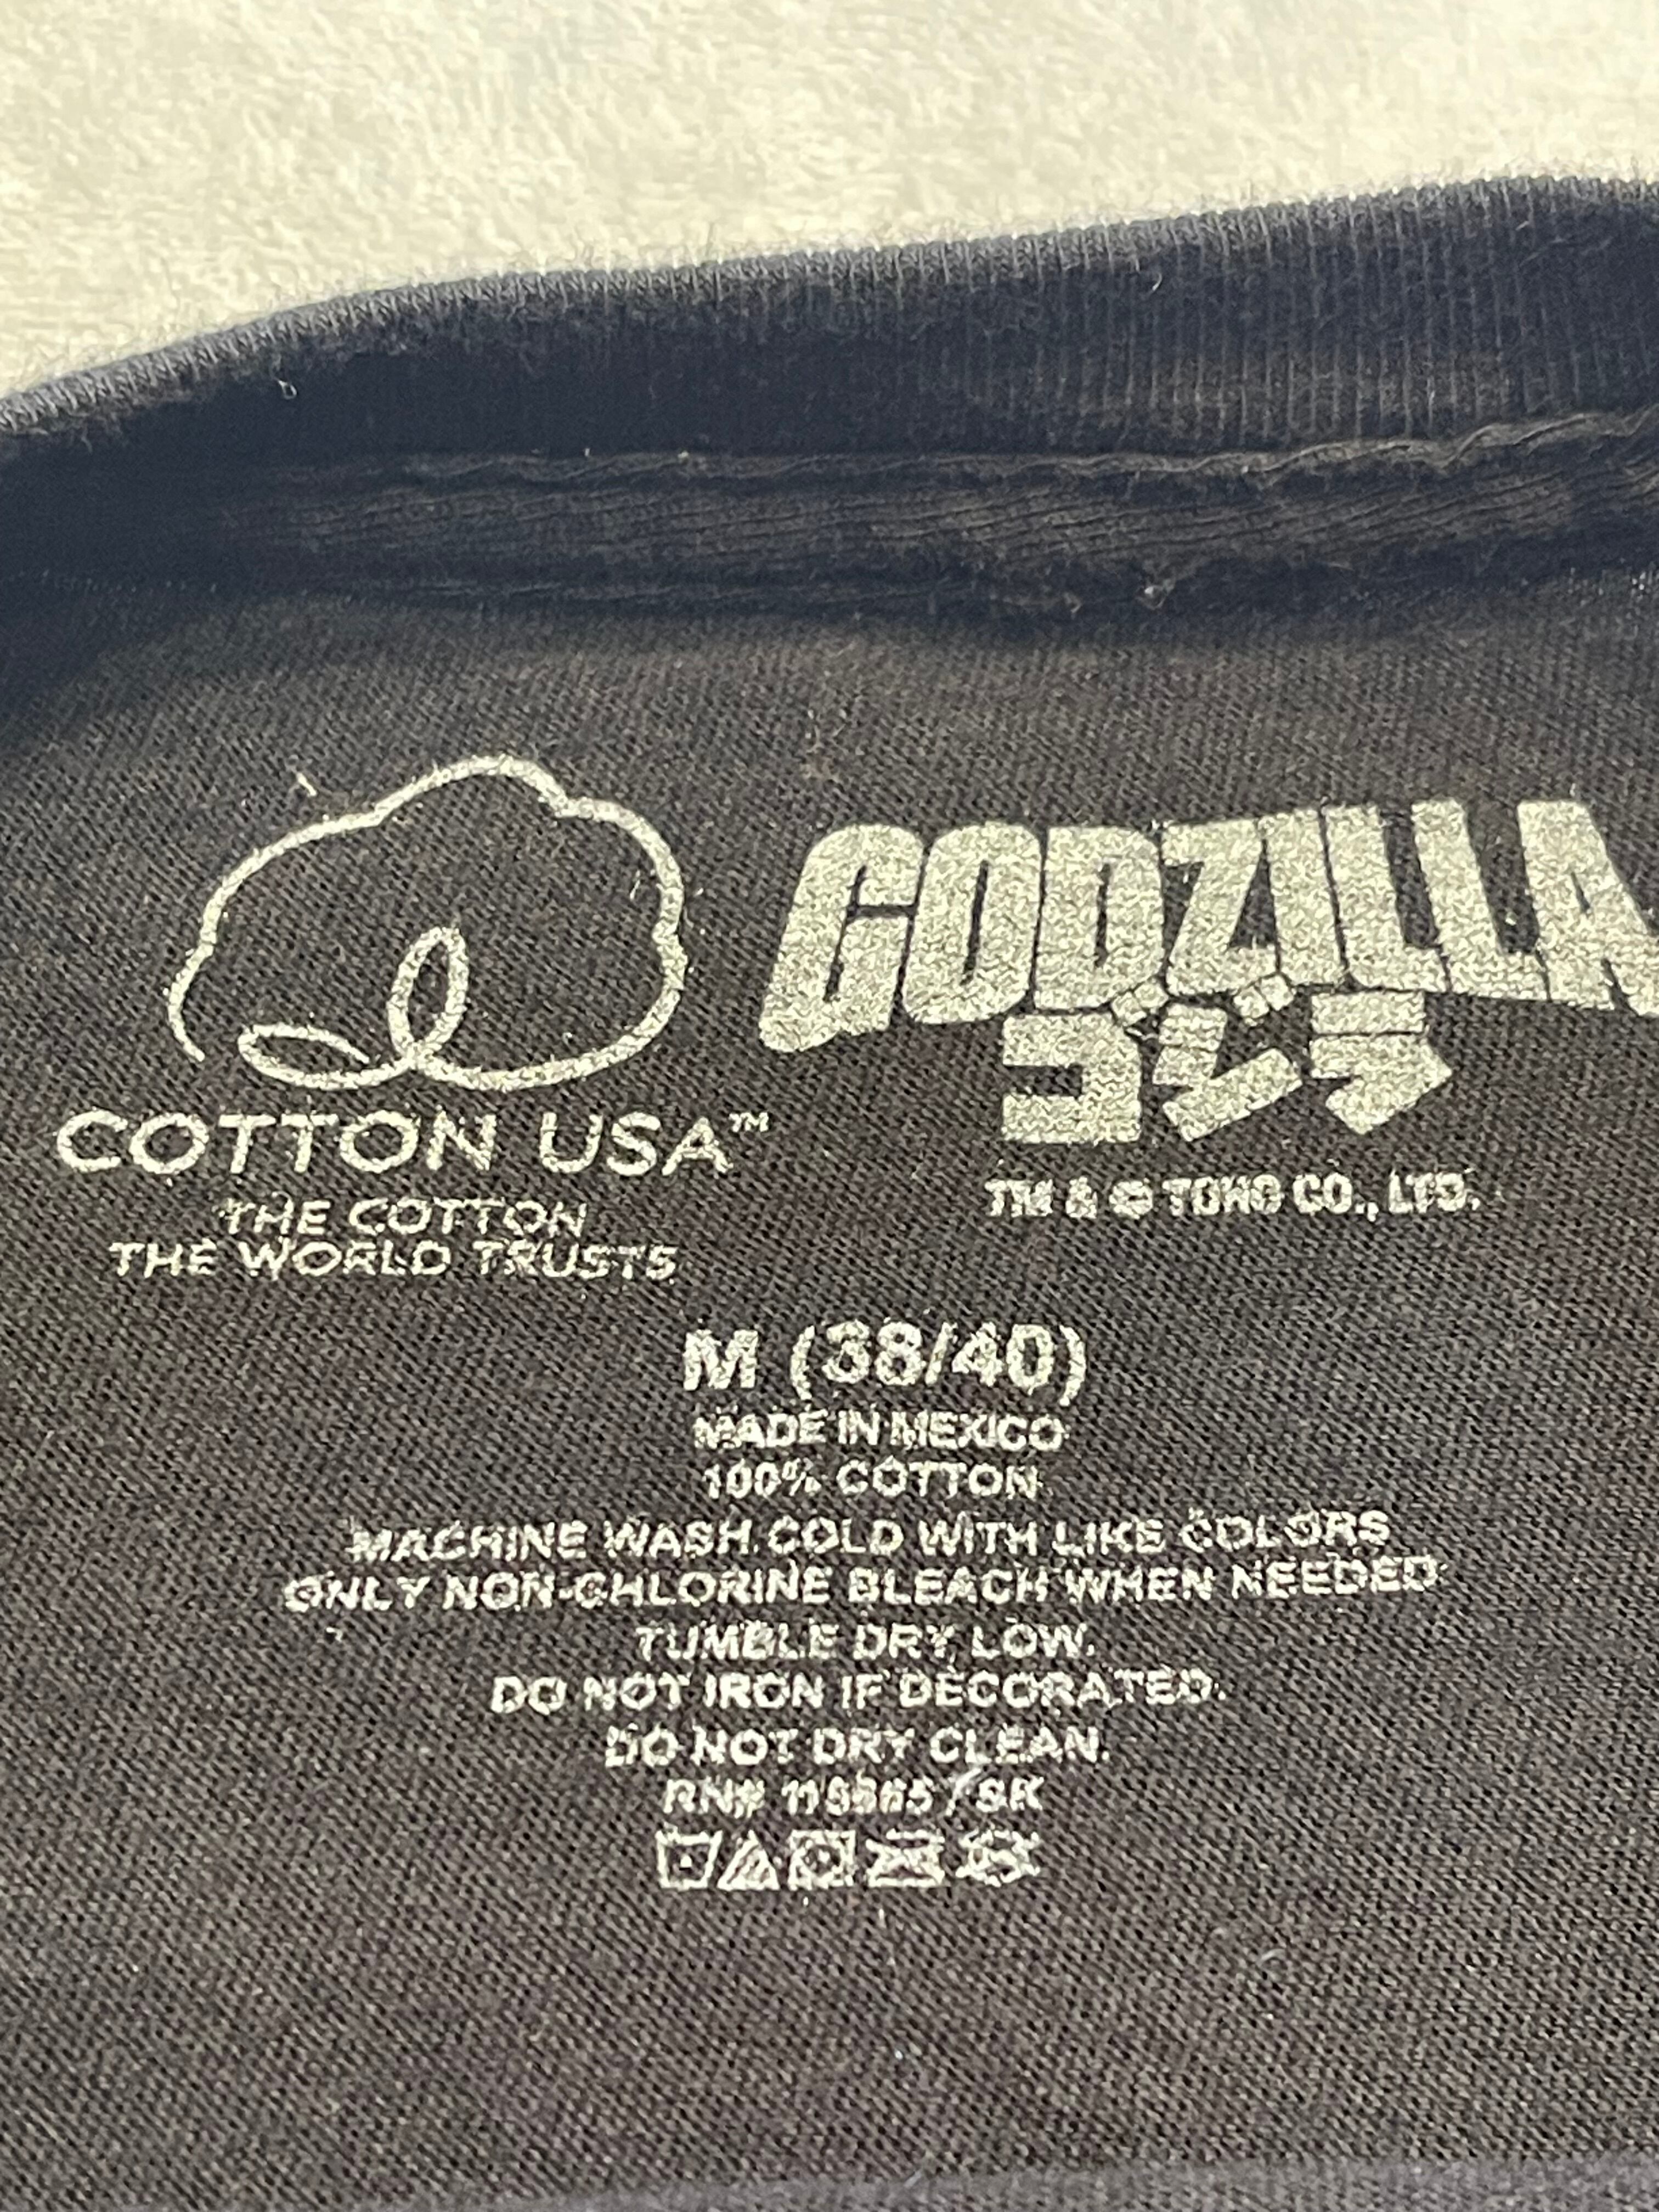 COTTON USA™
THE COTTON
THE WORLD TRUSTS
GODZILLA
ゴジラ
TM & © TOHO CO., LTD.
M (38/40)
MADE IN MEXICO
100% COTTON
MACHINE WASH COLD WITH LIKE COLORS
ONLY NON-CHLORINE BLEACH WHEN NEEDED
TUMBLE DRY LOW.
DO NOT IRON IF DECORATED.
DO NOT DRY CLEAN.
RN#